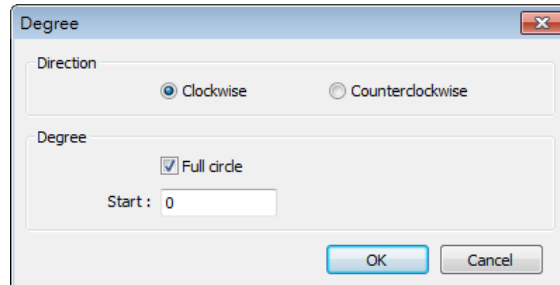 Degree
Direction
Clockwise Counterclockwise
Degree
Full circle
Start : 0
OK Cancel